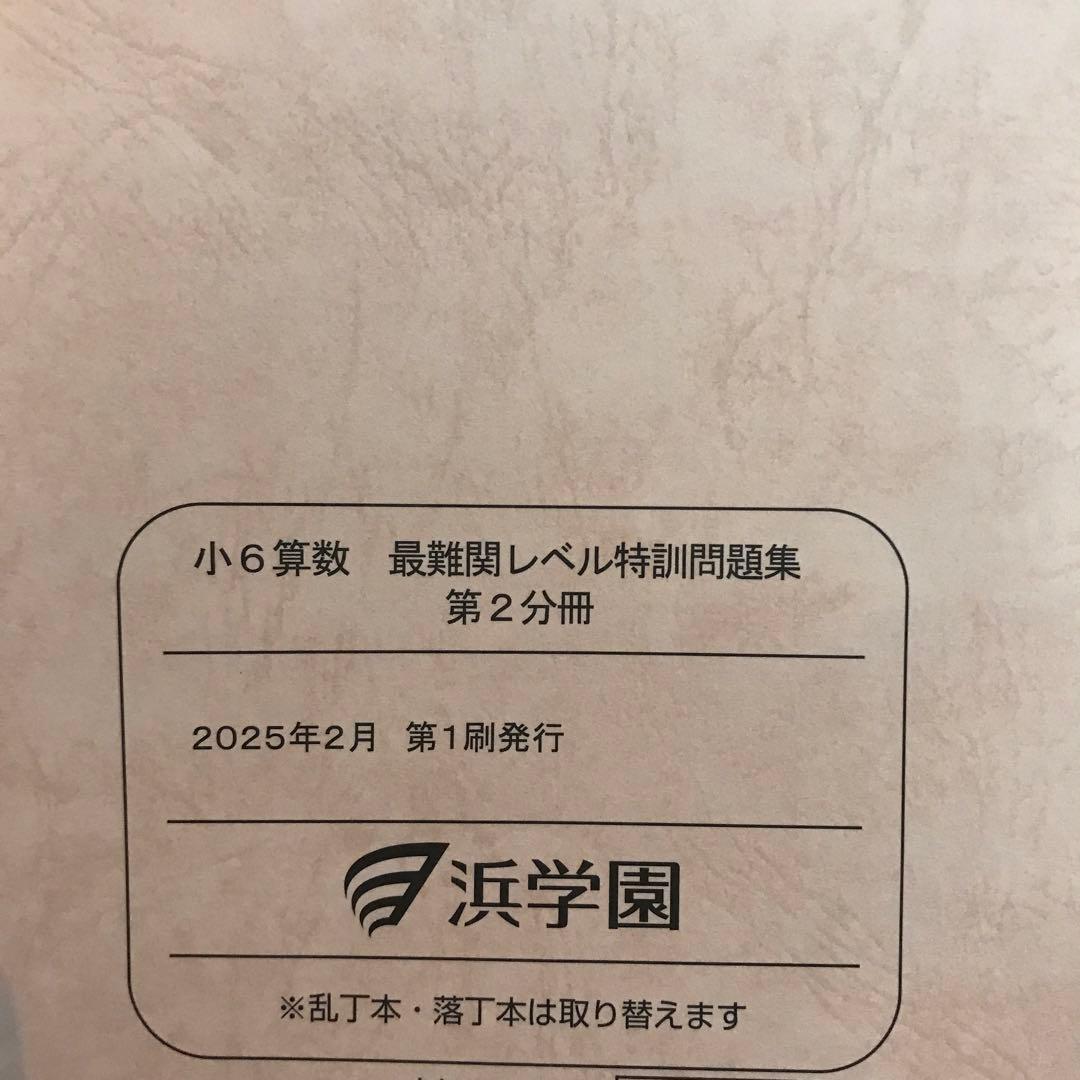 小6算数 最難関レベル特訓問題集
第2分冊
2025年2月 第1刷発行
浜学園
※乱丁本・落丁本は取り替えます